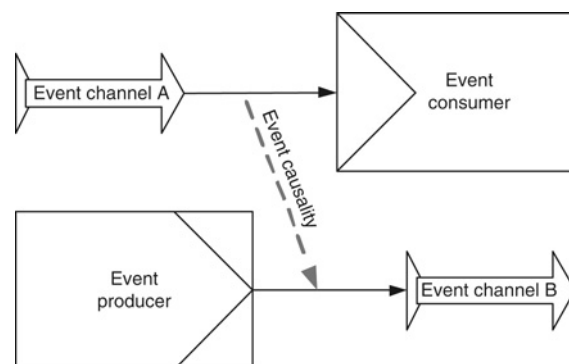 Event channel A
Event
consumer
Event causality
Event
producer
Event channel B